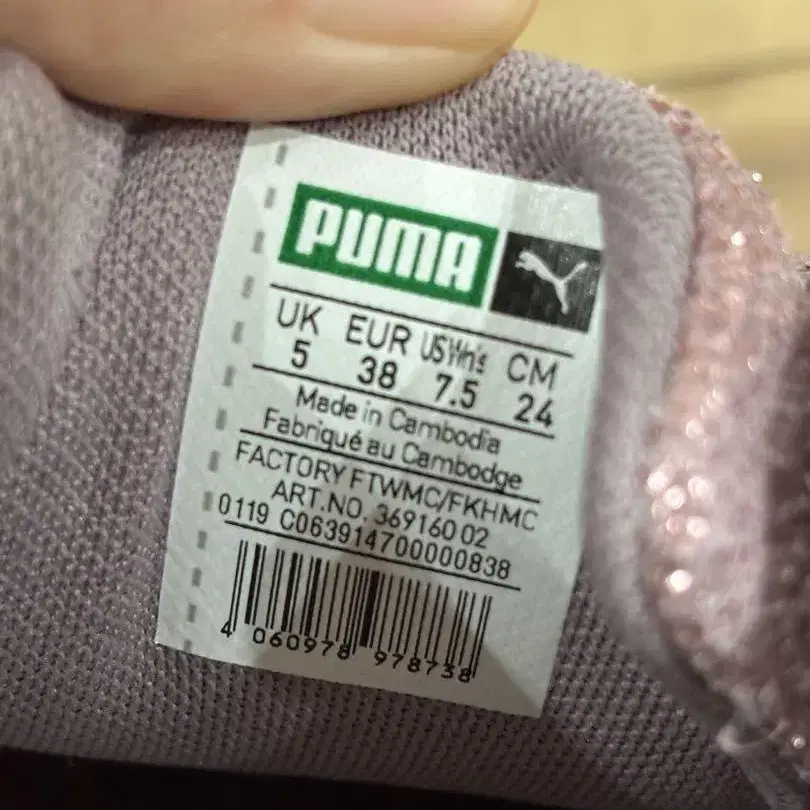 PUMA
UK EUR US Wn's CM
5 38 7.5 24
Made in Cambodia
Fabriqué au Cambodge
FACTORY FTWMC/FKHMC
ART.NO. 369160 02
0119 C063914700000838
4 060978 978738